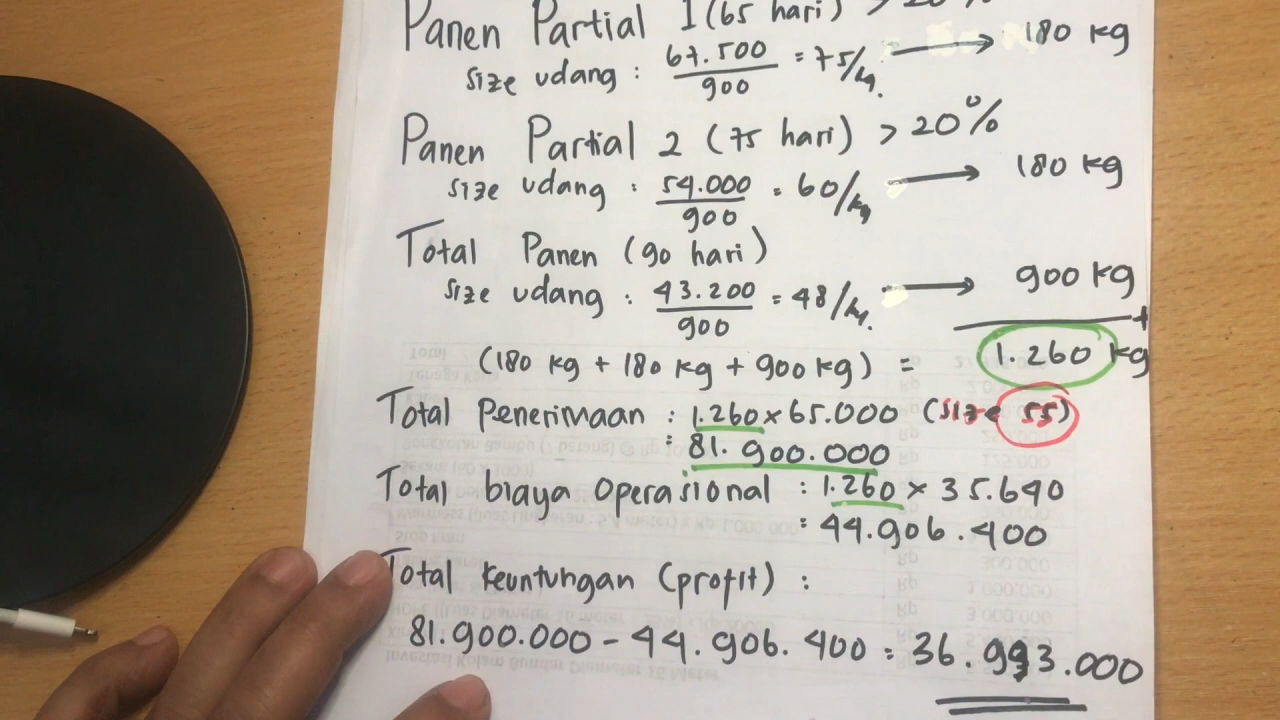 Panen Partial 1 (65 hari) > 20%
size udang : 67.500 / 900 = 75/kg. → 180 kg
Panen Partial 2 (75 hari) > 20%
size udang : 54.000 / 900 = 60/kg → 180 kg
Total Panen (90 hari)
size udang : 43.200 / 900 = 48/kg. → 900 kg
+
(180 kg + 180 kg + 900 kg) = 1.260 kg
Total Penerimaan : 1.260 x 65.000 (size 55)
: 81.900.000
Total biaya Operasional : 1.260 x 35.640
: 44.906.400
Total Keuntungan (profit) :
81.900.000 - 44.906.400 = 36.993.000